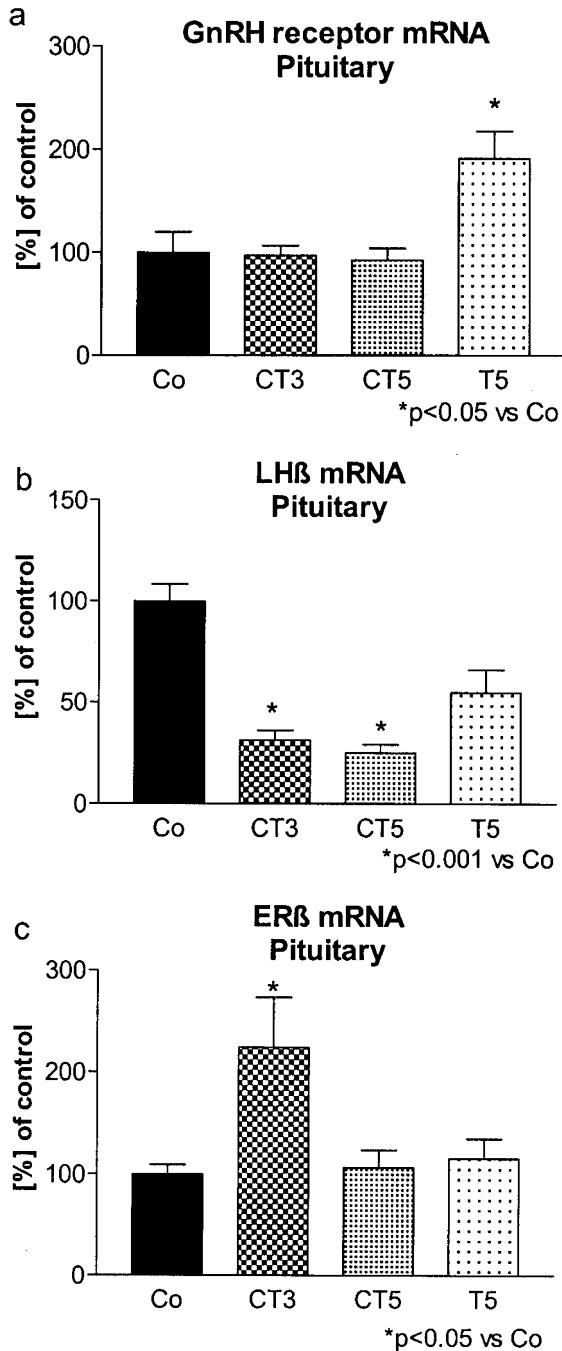 a
GnRH receptor mRNA
Pituitary
[%] of control
300
200
100
0
*
Co CT3 CT5 T5
*p<0.05 vs Co
b
LHß mRNA
Pituitary
[%] of control
150
100
50
0
* *
Co CT3 CT5 T5
*p<0.001 vs Co
c
ERß mRNA
Pituitary
[%] of control
300
200
100
0
*
Co CT3 CT5 T5
*p<0.05 vs Co